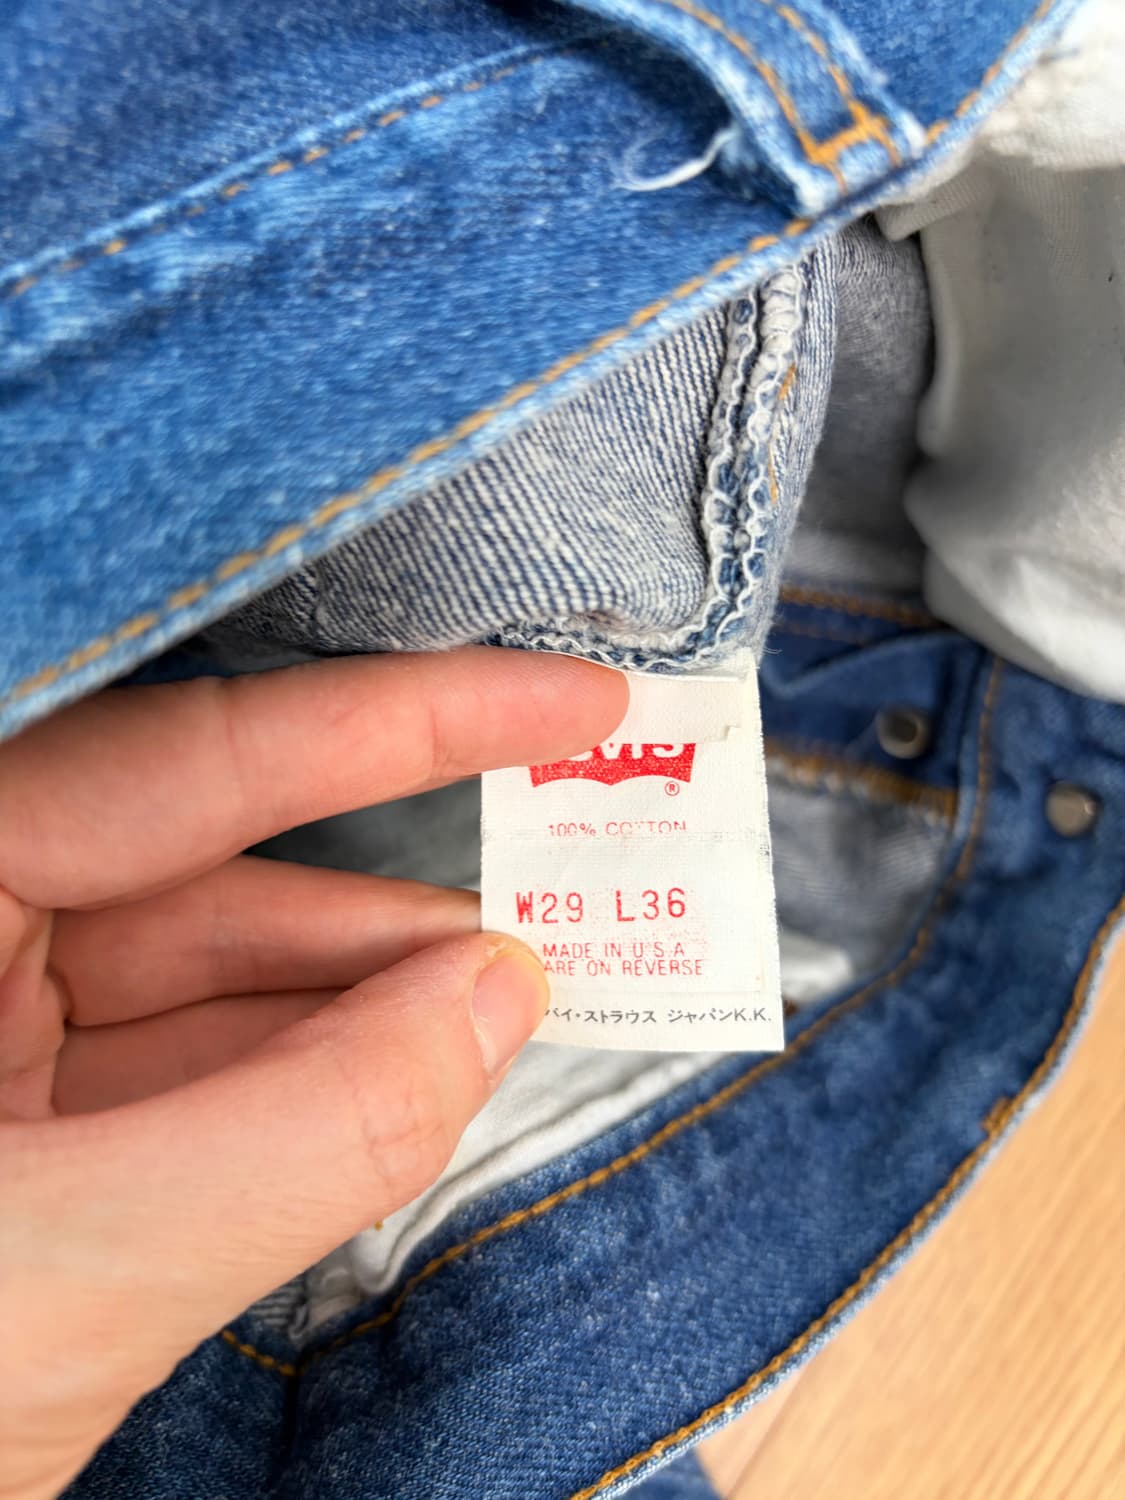 ®
100% COTTON
W29 L36
MADE IN U.S.A
ARE ON REVERSE
バイ・ストラウス ジャパンK.K.